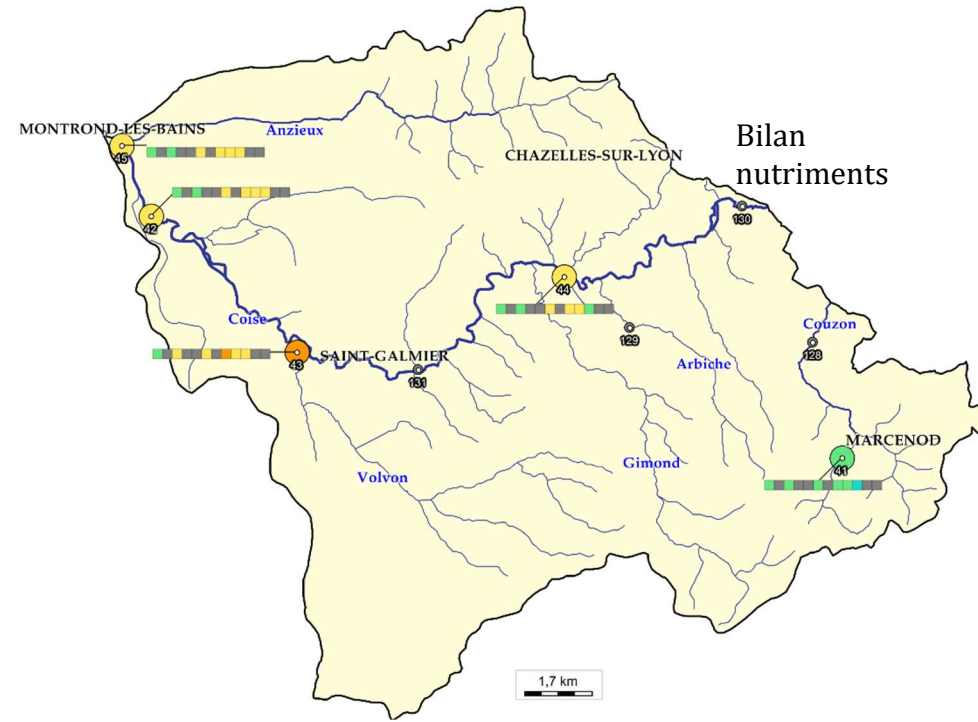 MONTROND-LES-BAINS
Anzieux
Bilan
nutriments
CHAZELLES-SUR-LYON
45
130
42
44
Coise
Couzon
129
128
SAINT-GALMIER
43
131
Arbiche
MARCENOD
Gimond
41
Volvon
1,7 km